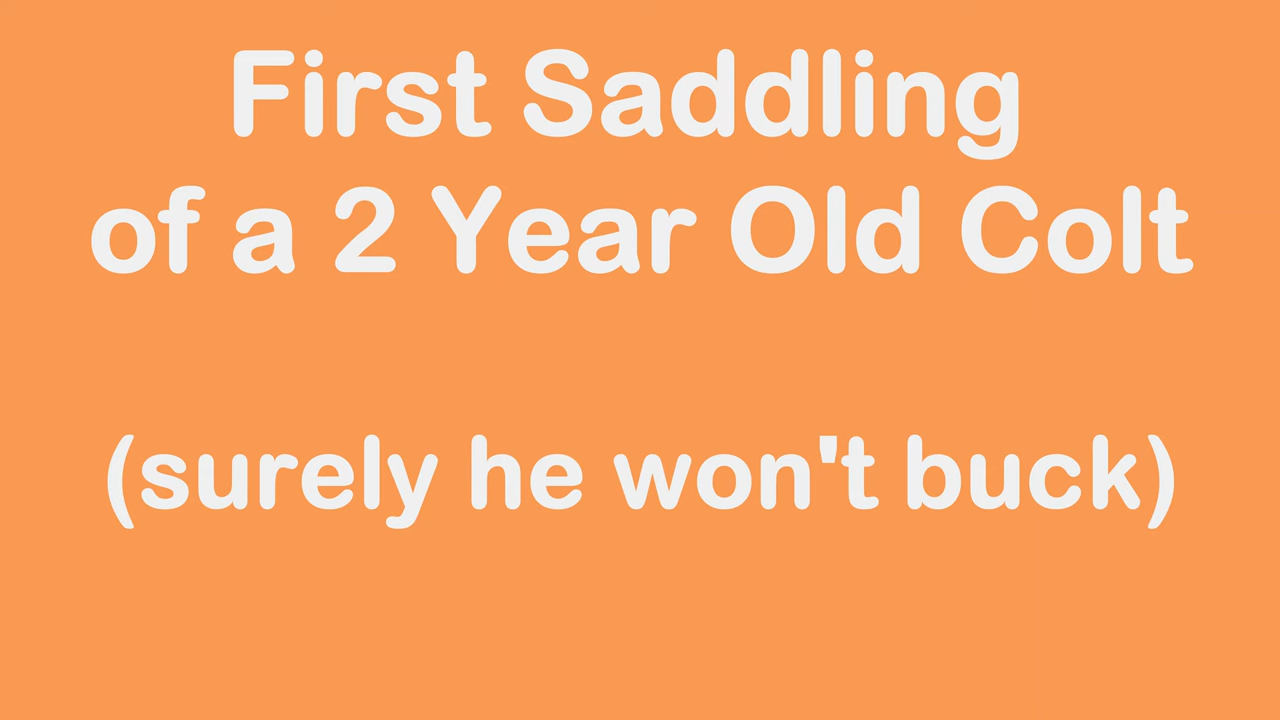 First Saddling
of a 2 Year Old Colt
(surely he won't buck)